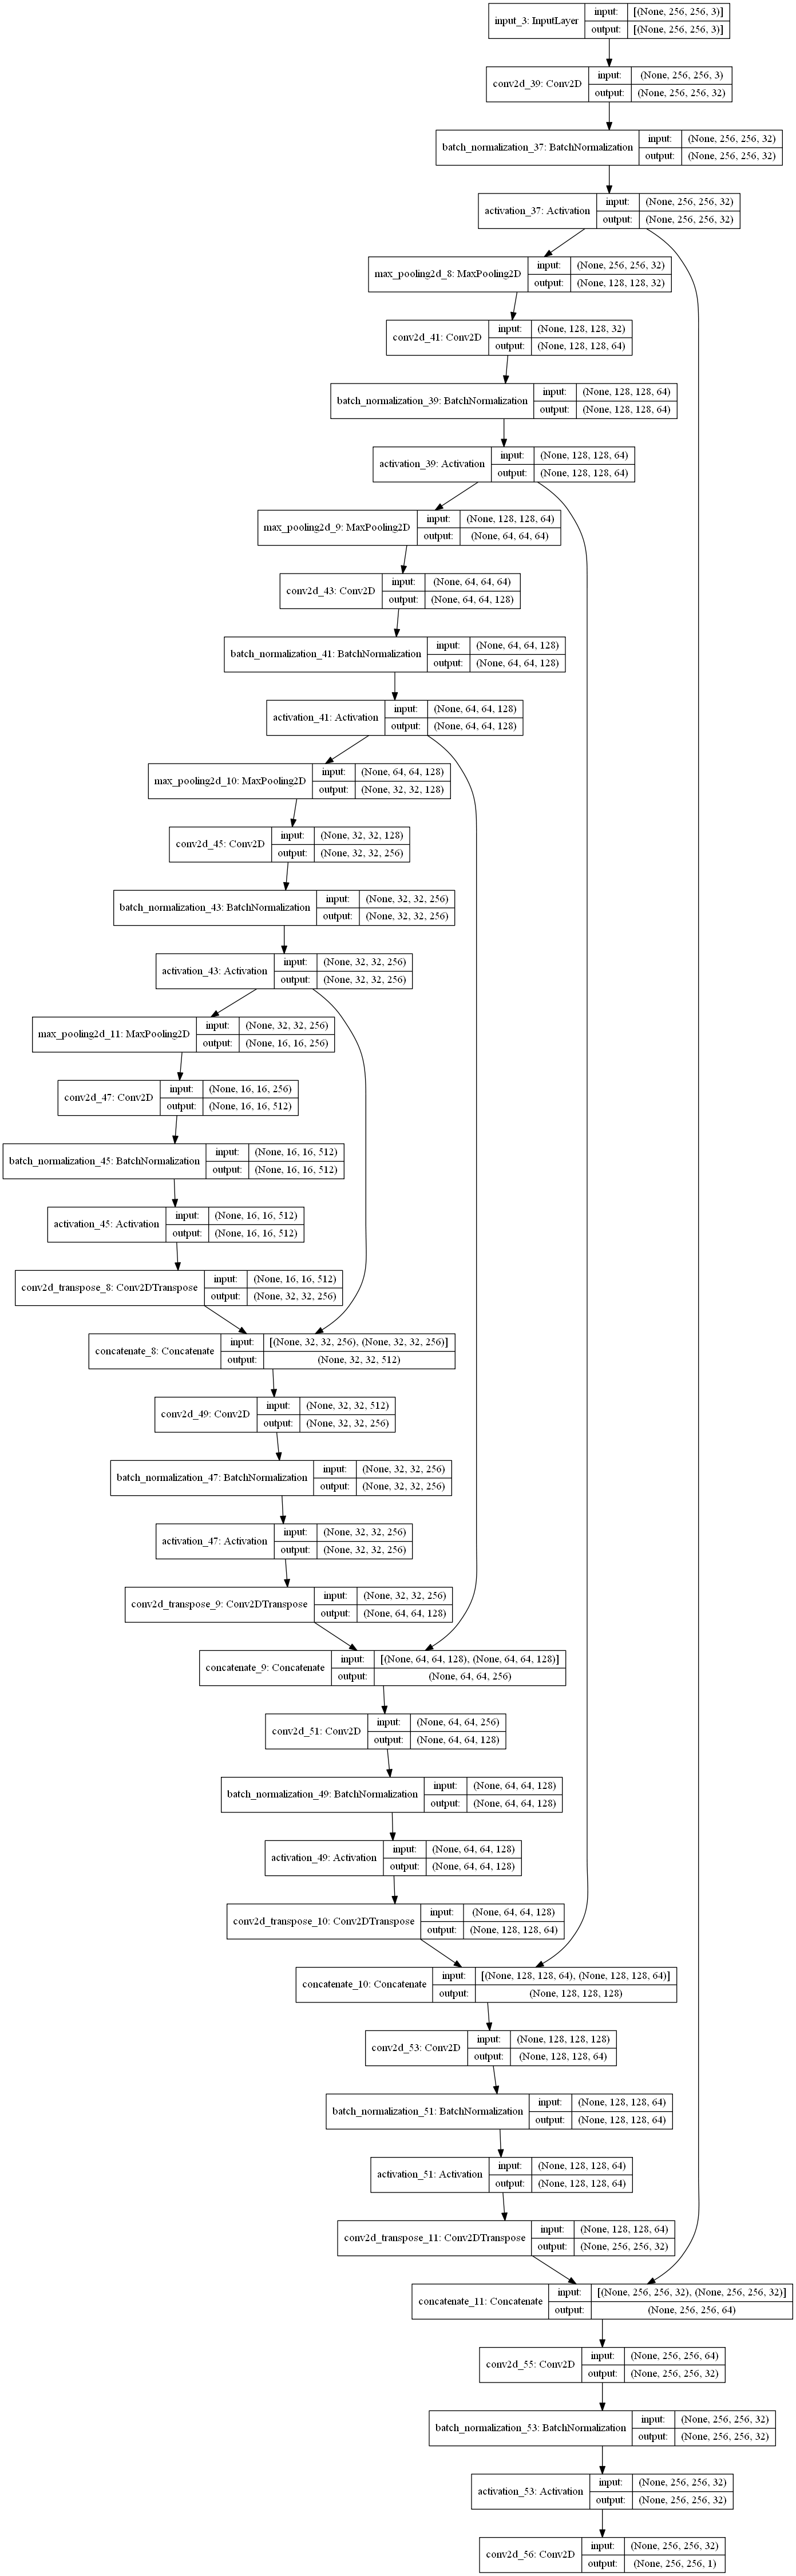 input_3: InputLayer input: [(None, 256, 256, 3)]
output: [(None, 256, 256, 3)]
conv2d_39: Conv2D input: (None, 256, 256, 3)
output: (None, 256, 256, 32)
batch_normalization_37: BatchNormalization input: (None, 256, 256, 32)
output: (None, 256, 256, 32)
activation_37: Activation input: (None, 256, 256, 32)
output: (None, 256, 256, 32)
max_pooling2d_8: MaxPooling2D input: (None, 256, 256, 32)
output: (None, 128, 128, 32)
conv2d_41: Conv2D input: (None, 128, 128, 32)
output: (None, 128, 128, 64)
batch_normalization_39: BatchNormalization input: (None, 128, 128, 64)
output: (None, 128, 128, 64)
activation_39: Activation input: (None, 128, 128, 64)
output: (None, 128, 128, 64)
max_pooling2d_9: MaxPooling2D input: (None, 128, 128, 64)
output: (None, 64, 64, 64)
conv2d_43: Conv2D input: (None, 64, 64, 64)
output: (None, 64, 64, 128)
batch_normalization_41: BatchNormalization input: (None, 64, 64, 128)
output: (None, 64, 64, 128)
activation_41: Activation input: (None, 64, 64, 128)
output: (None, 64, 64, 128)
max_pooling2d_10: MaxPooling2D input: (None, 64, 64, 128)
output: (None, 32, 32, 128)
conv2d_45: Conv2D input: (None, 32, 32, 128)
output: (None, 32, 32, 256)
batch_normalization_43: BatchNormalization input: (None, 32, 32, 256)
output: (None, 32, 32, 256)
activation_43: Activation input: (None, 32, 32, 256)
output: (None, 32, 32, 256)
max_pooling2d_11: MaxPooling2D input: (None, 32, 32, 256)
output: (None, 16, 16, 256)
conv2d_47: Conv2D input: (None, 16, 16, 256)
output: (None, 16, 16, 512)
batch_normalization_45: BatchNormalization input: (None, 16, 16, 512)
output: (None, 16, 16, 512)
activation_45: Activation input: (None, 16, 16, 512)
output: (None, 16, 16, 512)
conv2d_transpose_8: Conv2DTranspose input: (None, 16, 16, 512)
output: (None, 32, 32, 256)
concatenate_8: Concatenate input: [(None, 32, 32, 256), (None, 32, 32, 256)]
output: (None, 32, 32, 512)
conv2d_49: Conv2D input: (None, 32, 32, 512)
output: (None, 32, 32, 256)
batch_normalization_47: BatchNormalization input: (None, 32, 32, 256)
output: (None, 32, 32, 256)
activation_47: Activation input: (None, 32, 32, 256)
output: (None, 32, 32, 256)
conv2d_transpose_9: Conv2DTranspose input: (None, 32, 32, 256)
output: (None, 64, 64, 128)
concatenate_9: Concatenate input: [(None, 64, 64, 128), (None, 64, 64, 128)]
output: (None, 64, 64, 256)
conv2d_51: Conv2D input: (None, 64, 64, 256)
output: (None, 64, 64, 128)
batch_normalization_49: BatchNormalization input: (None, 64, 64, 128)
output: (None, 64, 64, 128)
activation_49: Activation input: (None, 64, 64, 128)
output: (None, 64, 64, 128)
conv2d_transpose_10: Conv2DTranspose input: (None, 64, 64, 128)
output: (None, 128, 128, 64)
concatenate_10: Concatenate input: [(None, 128, 128, 64), (None, 128, 128, 64)]
output: (None, 128, 128, 128)
conv2d_53: Conv2D input: (None, 128, 128, 128)
output: (None, 128, 128, 64)
batch_normalization_51: BatchNormalization input: (None, 128, 128, 64)
output: (None, 128, 128, 64)
activation_51: Activation input: (None, 128, 128, 64)
output: (None, 128, 128, 64)
conv2d_transpose_11: Conv2DTranspose input: (None, 128, 128, 64)
output: (None, 256, 256, 32)
concatenate_11: Concatenate input: [(None, 256, 256, 32), (None, 256, 256, 32)]
output: (None, 256, 256, 64)
conv2d_55: Conv2D input: (None, 256, 256, 64)
output: (None, 256, 256, 32)
batch_normalization_53: BatchNormalization input: (None, 256, 256, 32)
output: (None, 256, 256, 32)
activation_53: Activation input: (None, 256, 256, 32)
output: (None, 256, 256, 32)
conv2d_56: Conv2D input: (None, 256, 256, 32)
output: (None, 256, 256, 1)